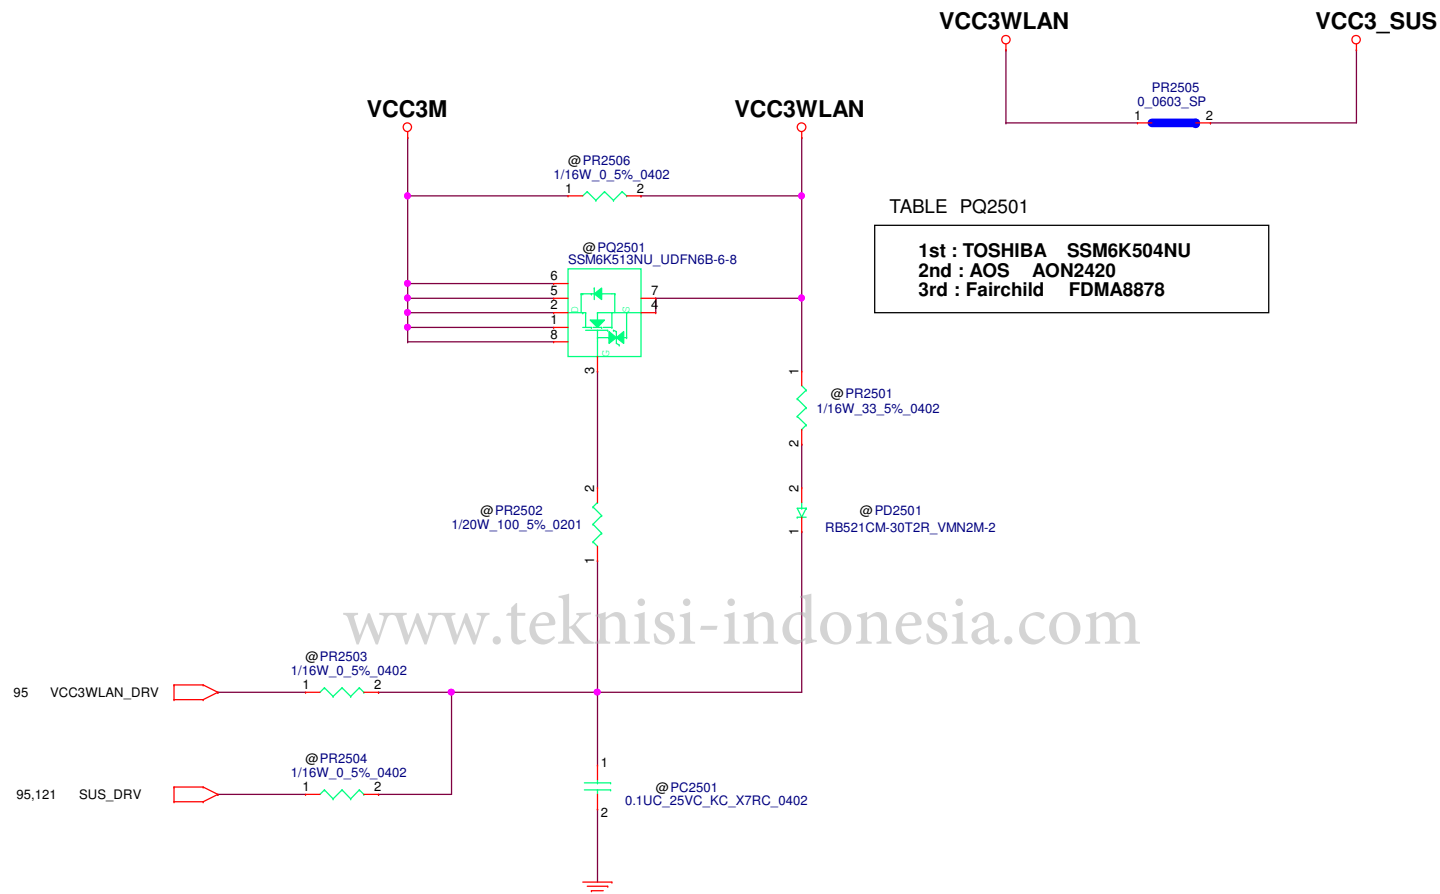 VCC3WLAN VCC3_SUS
PR2505
0_0603_SP
1 2
VCC3M VCC3WLAN
@PR2506
1/16W_0_5%_0402
1 2
TABLE PQ2501
1st : TOSHIBA SSM6K504NU
2nd : AOS AON2420
3rd : Fairchild FDMA8878
@PQ2501
SSM6K513NU_UDFN6B-6-8
6
5 7
2 4
1
8
D S
G
3
1
@PR2501
1/16W_33_5%_0402
2
2
@PR2502
1/20W_100_5%_0201
1
2
@PD2501
RB521CM-30T2R_VMN2M-2
1
www.teknisi-indonesia.com
@PR2503
1/16W_0_5%_0402
1 2
95 VCC3WLAN_DRV
@PR2504
1/16W_0_5%_0402
1 2
95,121 SUS_DRV
1
@PC2501
0.1UC_25VC_KC_X7RC_0402
2